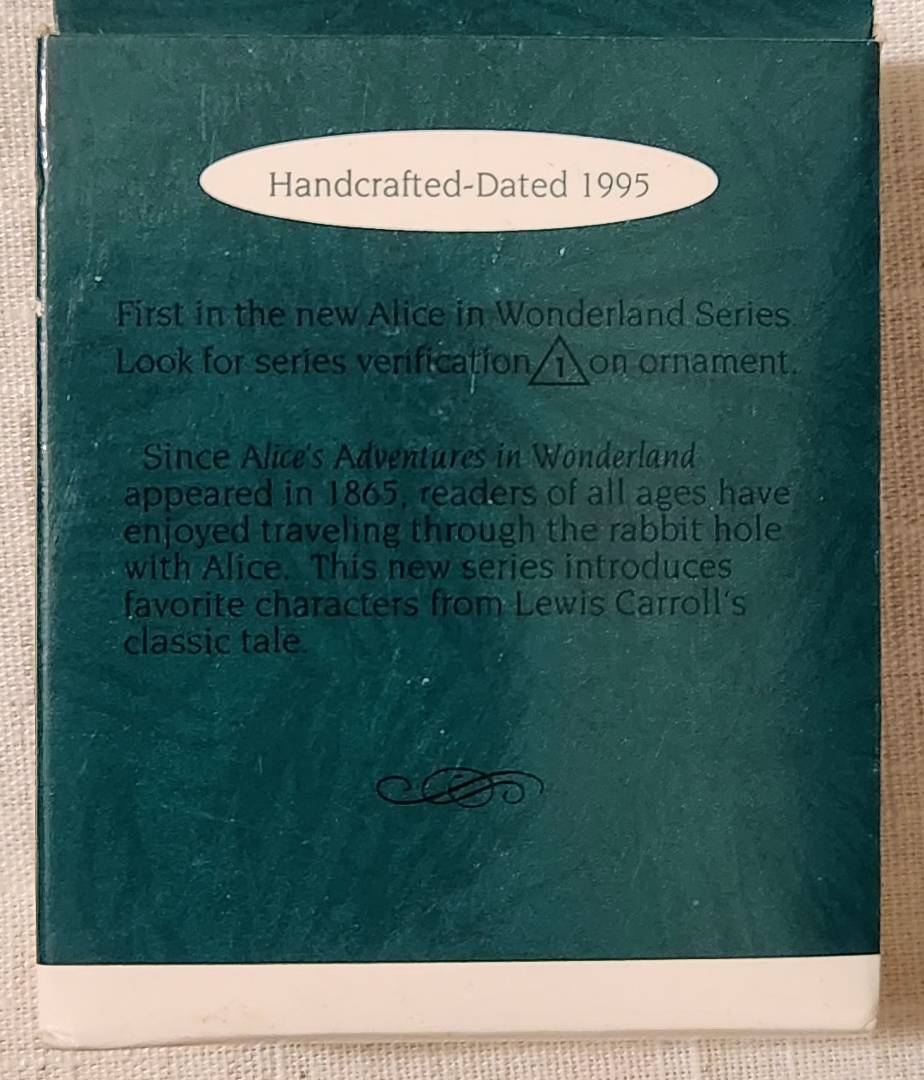 Handcrafted-Dated 1995
First in the new Alice in Wonderland Series.
Look for series verification 1 on ornament.
Since Alice's Adventures in Wonderland
appeared in 1865, readers of all ages have
enjoyed traveling through the rabbit hole
with Alice. This new series introduces
favorite characters from Lewis Carroll's
classic tale.